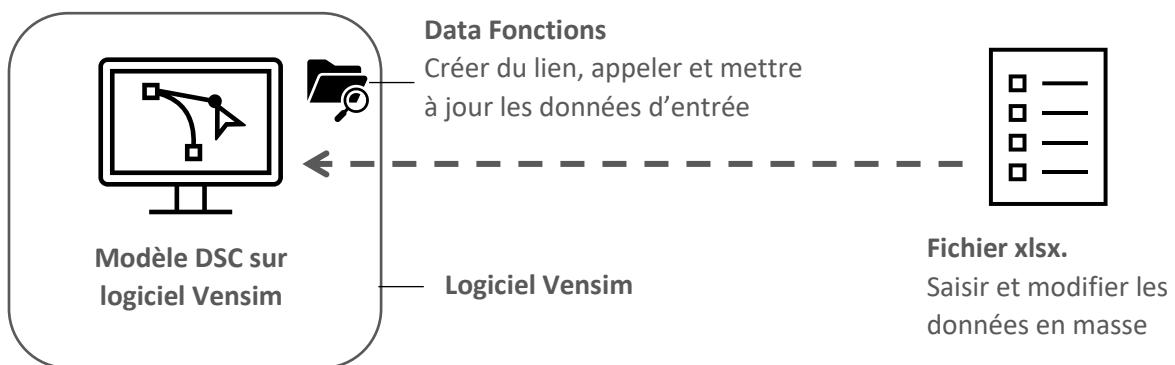 Data Fonctions
Créer du lien, appeler et mettre
à jour les données d’entrée
Modèle DSC sur
logiciel Vensim
Logiciel Vensim
Fichier xlsx.
Saisir et modifier les
données en masse